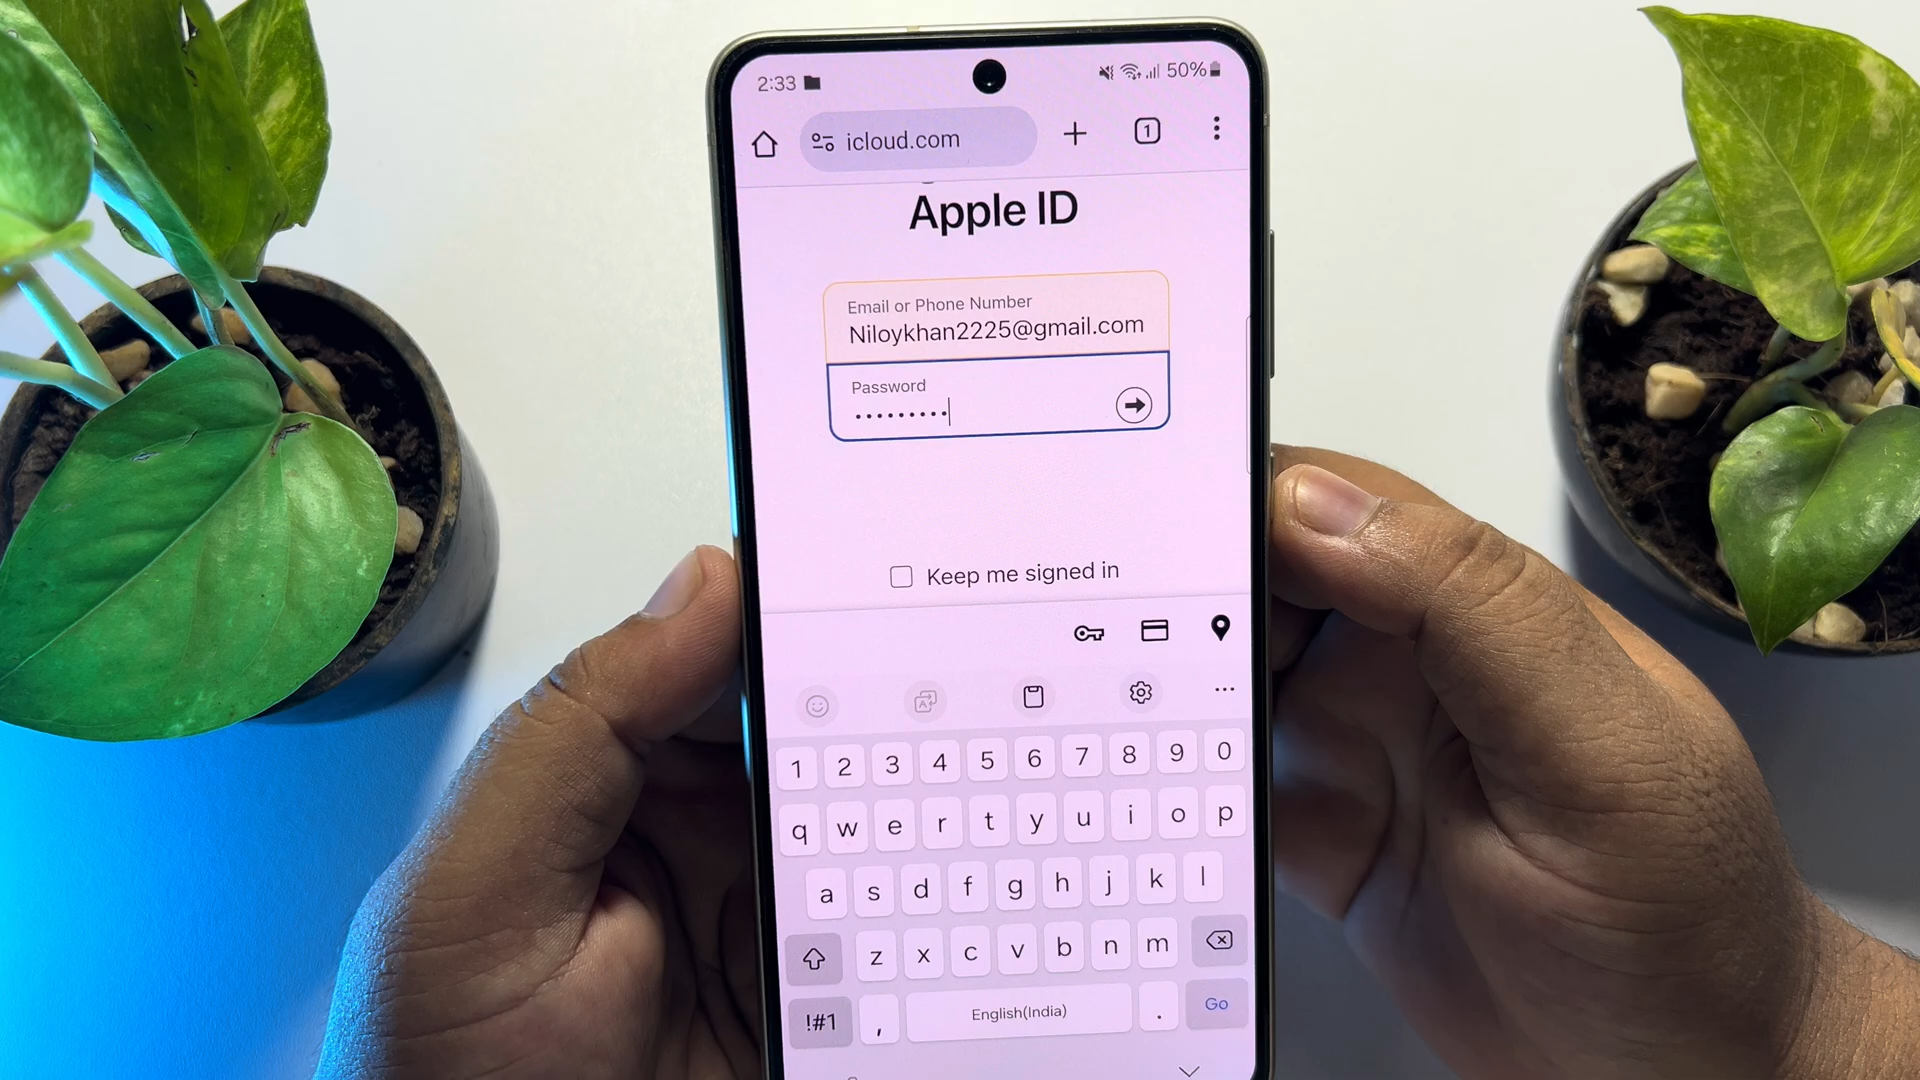 2:33 50%
icloud.com 1
Apple ID
Email or Phone Number
Niloykhan2225@gmail.com
Password
•••••••••
Keep me signed in
1 2 3 4 5 6 7 8 9 0
q w e r t y u i o p
a s d f g h j k l
z x c v b n m
!#1 , English(India) . Go